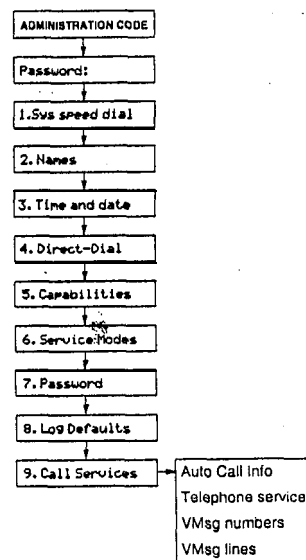 ADMINISTRATION CODE
Password:
1.Sys speed dial
2. Names
3. Time and date
4. Direct-Dial
5. Capabilities
6. Service Modes
7. Password
8. Log Defaults
9. Call Services
Auto Call Info
Telephone service
VMsg numbers
VMsg lines